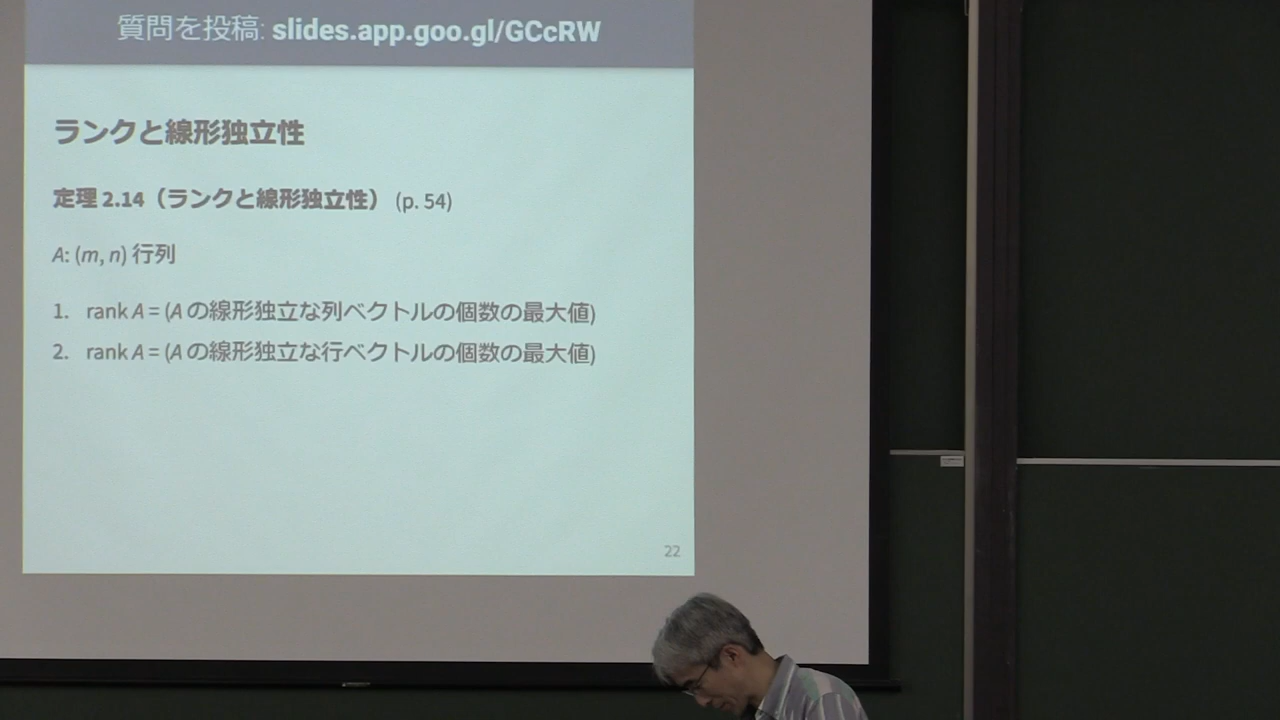 質問を投稿: slides.app.goo.gl/GCcRW
ランクと線形独立性
定理 2.14（ランクと線形独立性） (p. 54)
A: (m, n) 行列
1. rank A = (A の線形独立な列ベクトルの個数の最大値)
2. rank A = (A の線形独立な行ベクトルの個数の最大値)
22